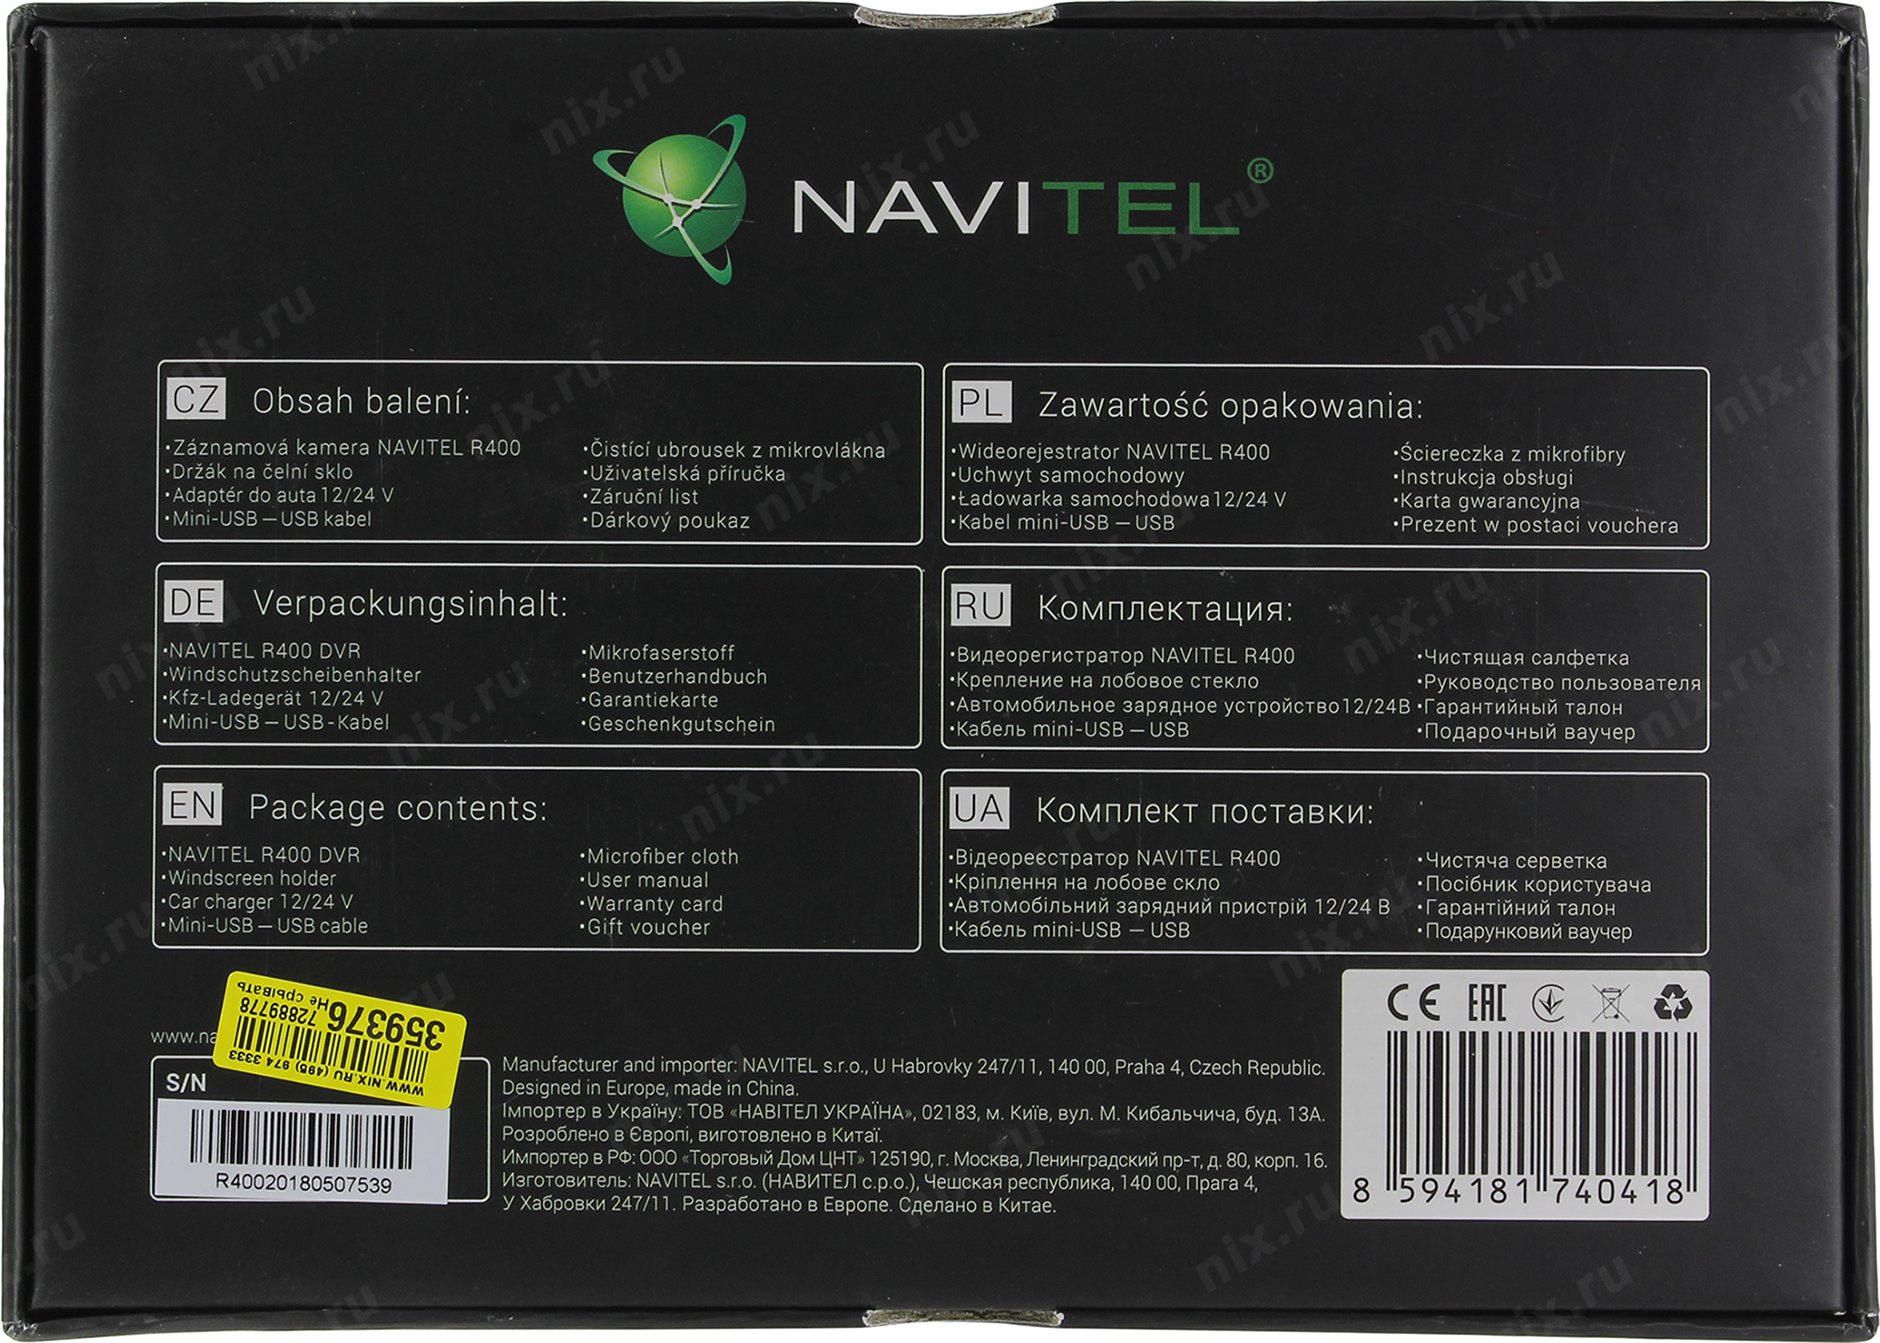 NAVITEL®
CZ Obsah balení:
•Záznamová kamera NAVITEL R400
•Držák na čelní sklo
•Adaptér do auta 12/24 V
•Mini-USB — USB kabel
•Čistící ubrousek z mikrovlákna
•Uživatelská příručka
•Záruční list
•Dárkový poukaz
PL Zawartość opakowania:
•Wideorejestrator NAVITEL R400
•Uchwyt samochodowy
•Ładowarka samochodowa12/24 V
•Kabel mini-USB — USB
•Ściereczka z mikrofibry
•Instrukcja obsługi
•Karta gwarancyjna
•Prezent w postaci vouchera
DE Verpackungsinhalt:
•NAVITEL R400 DVR
•Windschutzscheibenhalter
•Kfz-Ladegerät 12/24 V
•Mini-USB — USB-Kabel
•Mikrofaserstoff
•Benutzerhandbuch
•Garantiekarte
•Geschenkgutschein
RU Комплектация:
•Видеорегистратор NAVITEL R400
•Крепление на лобовое стекло
•Автомобильное зарядное устройство12/24В
•Кабель mini-USB — USB
•Чистящая салфетка
•Руководство пользователя
•Гарантийный талон
•Подарочный ваучер
EN Package contents:
•NAVITEL R400 DVR
•Windscreen holder
•Car charger 12/24 V
•Mini-USB — USB cable
•Microfiber cloth
•User manual
•Warranty card
•Gift voucher
UA Комплект поставки:
•Відеореєстратор NAVITEL R400
•Кріплення на лобове скло
•Автомобільний зарядний пристрій 12/24 В
•Кабель mini-USB — USB
•Чистяча серветка
•Посібник користувача
•Гарантійний талон
•Подарунковий ваучер
www.na
WWW.NIX.RU (495) 974 3333
359376
72889778
Не срывать
S/N
R40020180507539
Manufacturer and importer: NAVITEL s.r.o., U Habrovky 247/11, 140 00, Praha 4, Czech Republic.
Designed in Europe, made in China.
Імпортер в Україну: ТОВ «НАВІТЕЛ УКРАЇНА», 02183, м. Київ, вул. М. Кибальчича, буд. 13А.
Розроблено в Європі, виготовлено в Китаї.
Импортер в РФ: ООО «Торговый Дом ЦНТ» 125190, г. Москва, Ленинградский пр-т, д. 80, корп. 16.
Изготовитель: NAVITEL s.r.o. (НАВИТЕЛ с.р.о.), Чешская республика, 140 00, Прага 4,
У Хабровки 247/11. Разработано в Европе. Сделано в Китае.
CE EAC
8 594181 740418
nix.ru